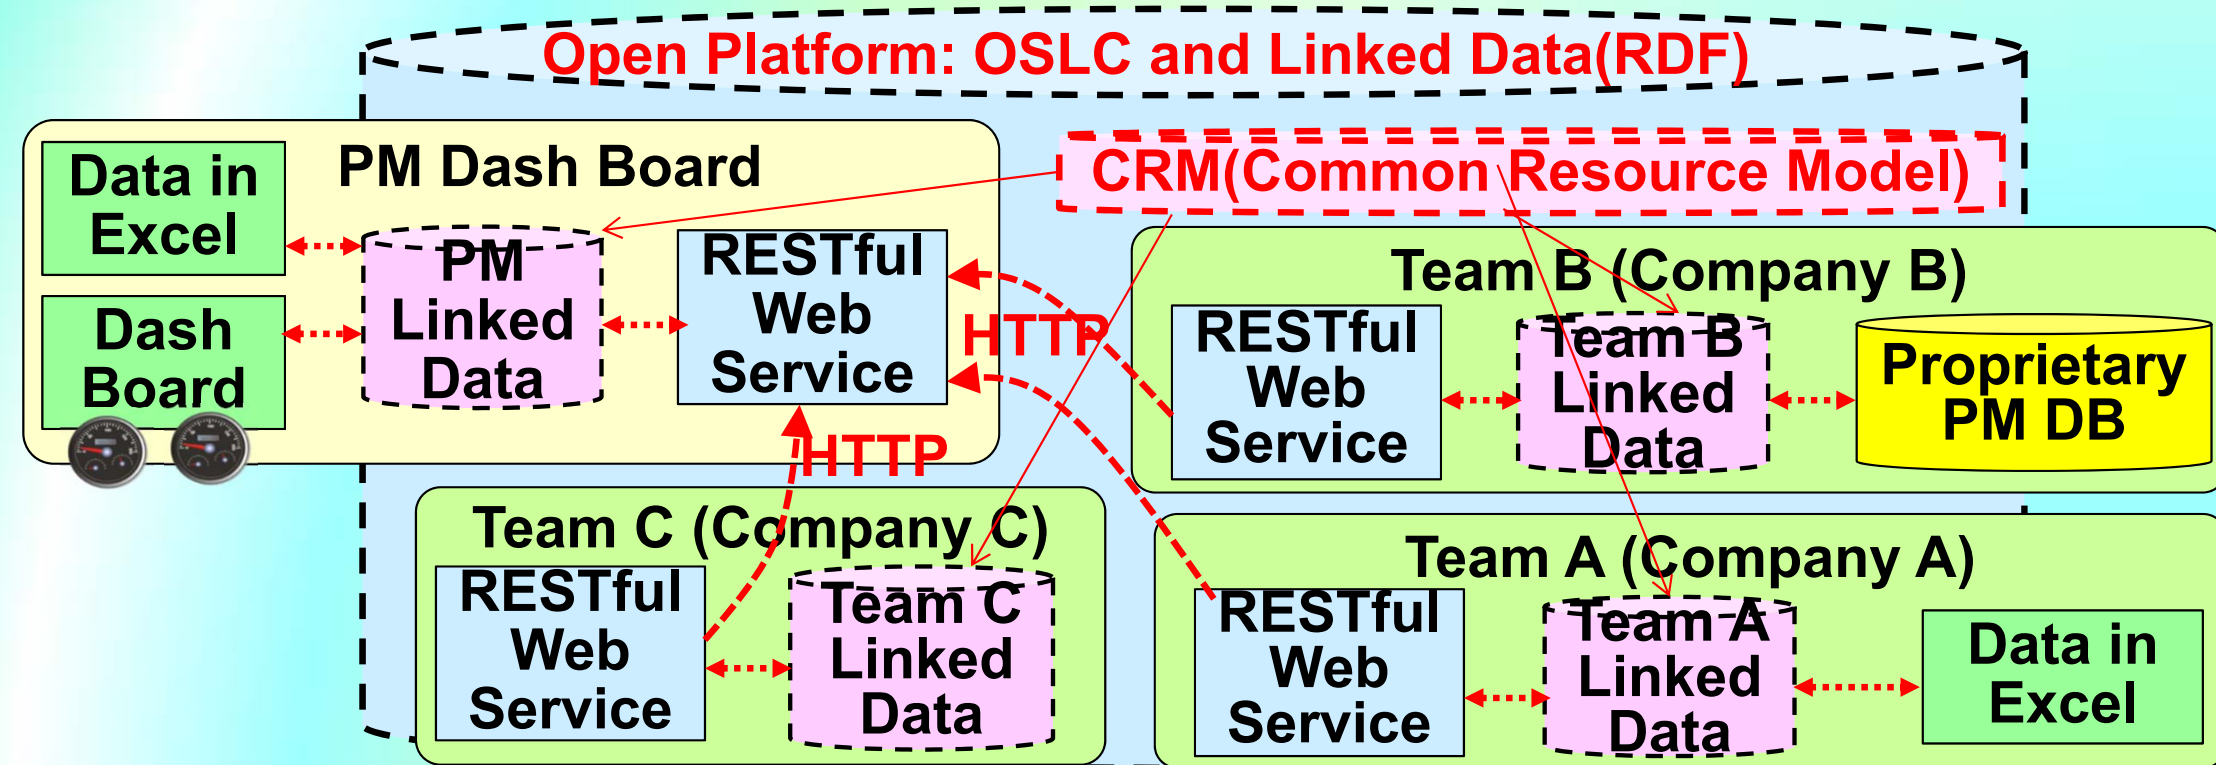 Open Platform: OSLC and Linked Data(RDF)
PM Dash Board
Data in
Excel
Dash
Board
PM
Linked
Data
RESTful
Web
Service
CRM(Common Resource Model)
HTTP
HTTP
Team B (Company B)
RESTful
Web
Service
Team B
Linked
Data
Proprietary
PM DB
Team C (Company C)
RESTful
Web
Service
Team C
Linked
Data
Team A (Company A)
RESTful
Web
Service
Team A
Linked
Data
Data in
Excel